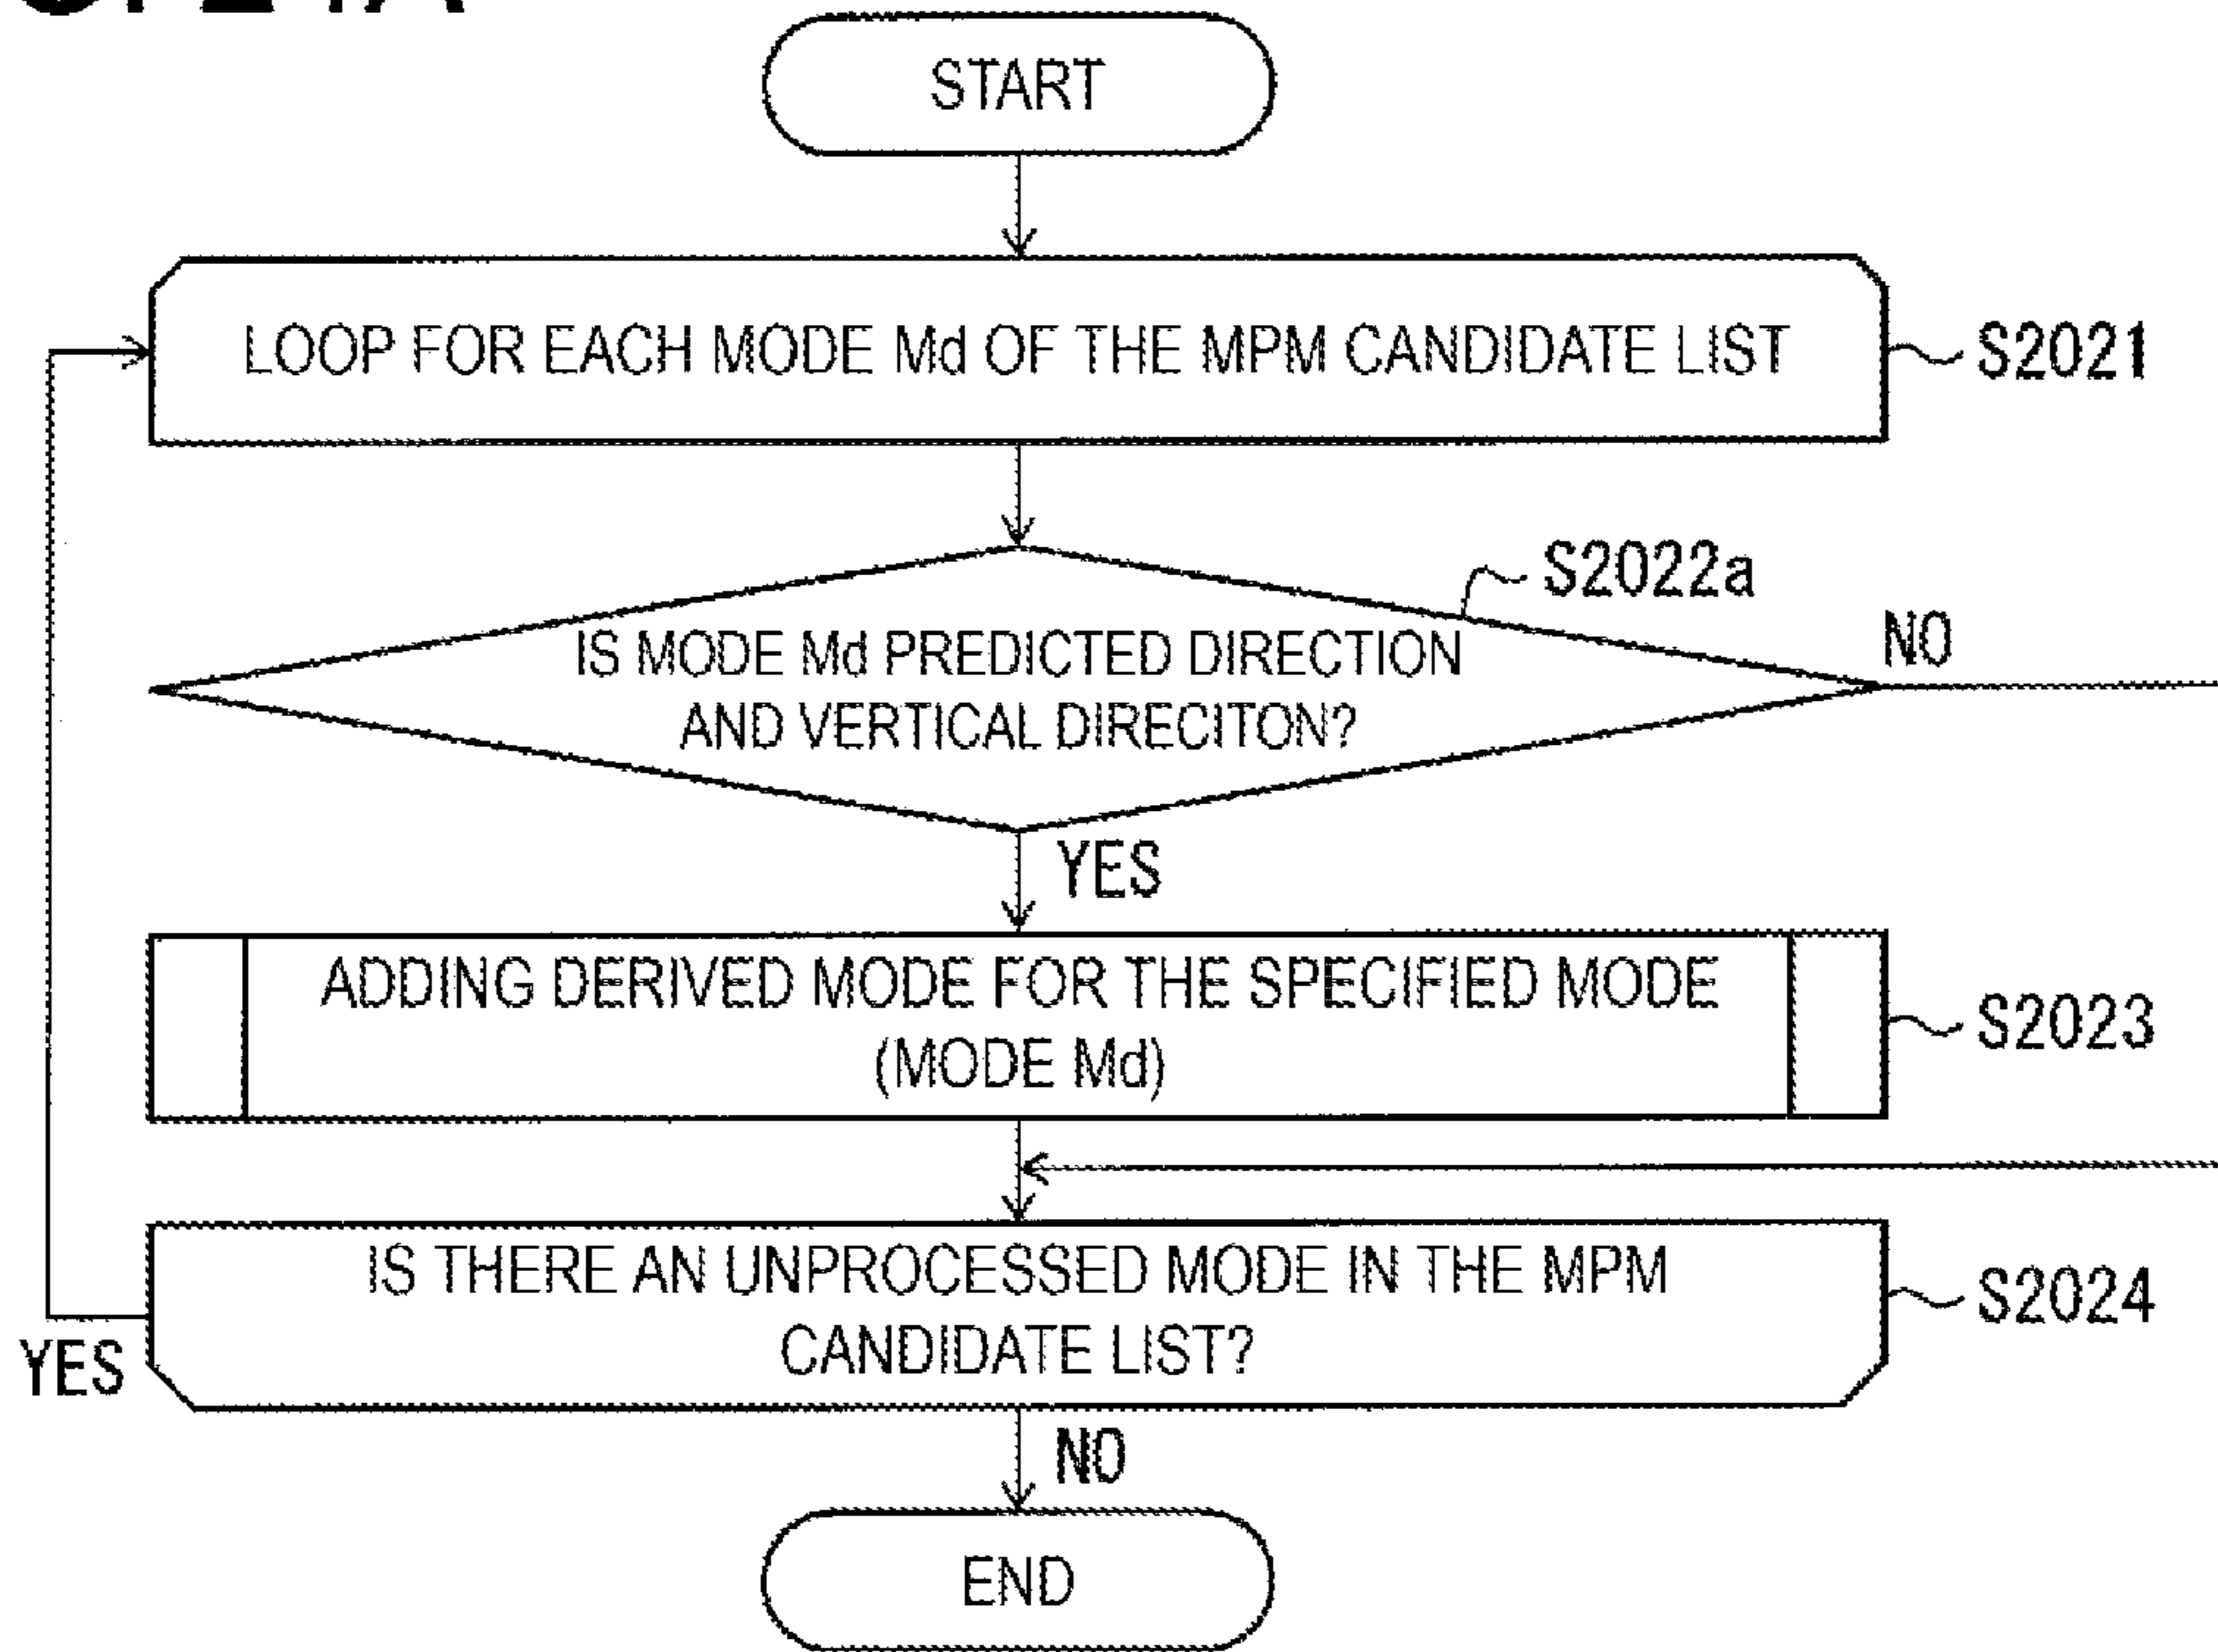 START
LOOP FOR EACH MODE Md OF THE MPM CANDIDATE LIST
S2021
S2022a
IS MODE Md PREDICTED DIRECTION
AND VERTICAL DIRECITON?
NO
YES
ADDING DERIVED MODE FOR THE SPECIFIED MODE
(MODE Md)
S2023
IS THERE AN UNPROCESSED MODE IN THE MPM
CANDIDATE LIST?
S2024
YES
NO
END